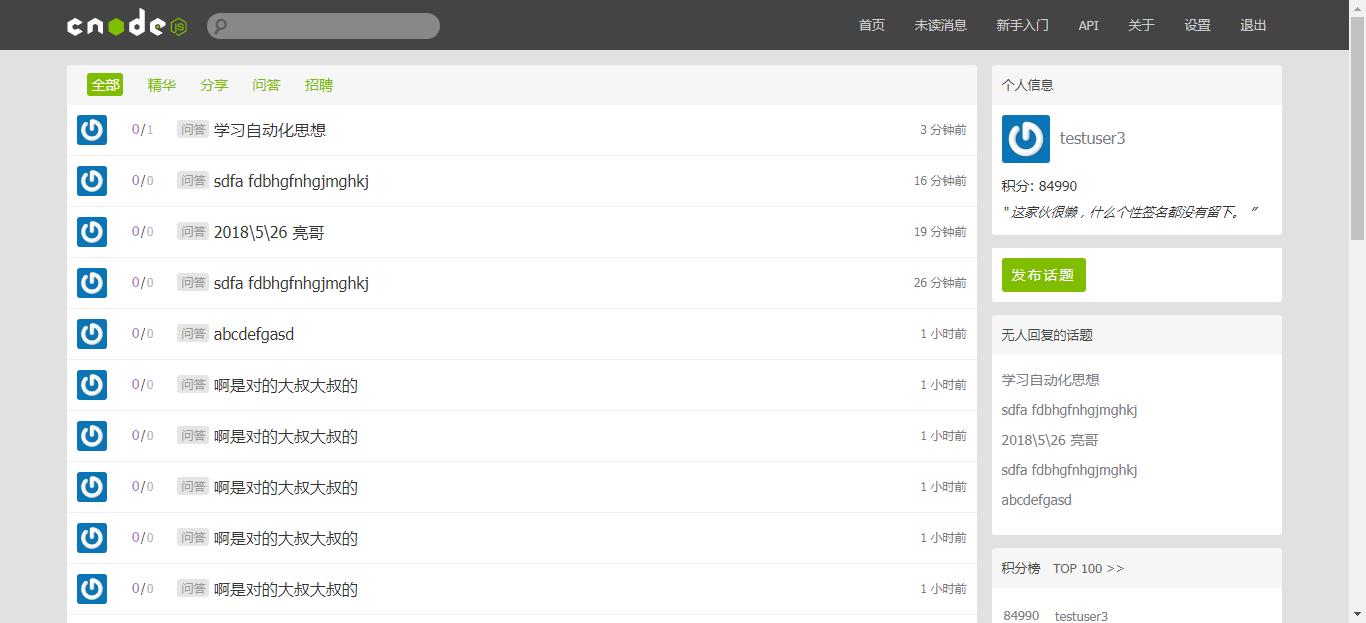 cnode JS
首页 未读消息 新手入门 API 关于 设置 退出
全部 精华 分享 问答 招聘
0/1 问答 学习自动化思想 3 分钟前
0/0 问答 sdfa fdbhgfnhgjmghkj 16 分钟前
0/0 问答 2018\5\26 亮哥 19 分钟前
0/0 问答 sdfa fdbhgfnhgjmghkj 26 分钟前
0/0 问答 abcdefgasd 1 小时前
0/0 问答 啊是对的大叔大叔的 1 小时前
0/0 问答 啊是对的大叔大叔的 1 小时前
0/0 问答 啊是对的大叔大叔的 1 小时前
0/0 问答 啊是对的大叔大叔的 1 小时前
0/0 问答 啊是对的大叔大叔的 1 小时前
个人信息
testuser3
积分: 84990
" 这家伙很懒，什么个性签名都没有留下。 ”
发布话题
无人回复的话题
学习自动化思想
sdfa fdbhgfnhgjmghkj
2018\5\26 亮哥
sdfa fdbhgfnhgjmghkj
abcdefgasd
积分榜 TOP 100 >>
84990 testuser3